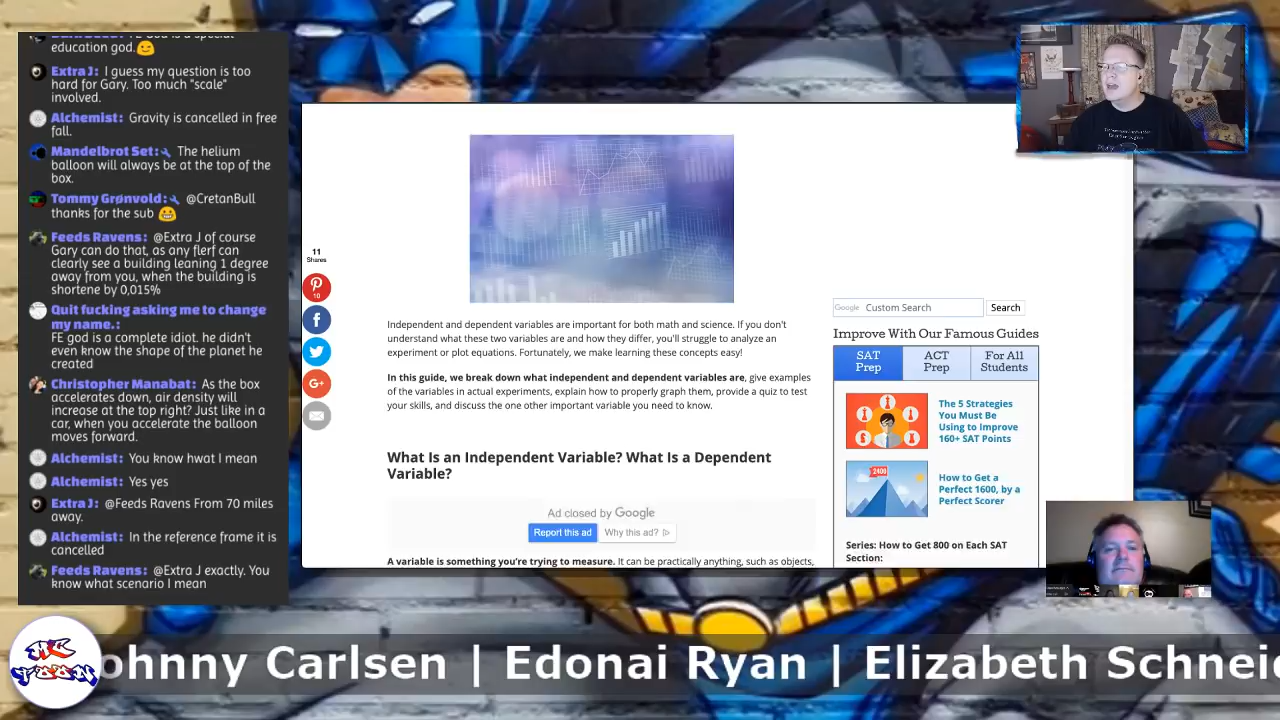 education god.
Extra J: I guess my question is too
hard for Gary. Too much "scale"
involved.
Alchemist: Gravity is cancelled in free
fall.
Mandelbrot Set: The helium
balloon will always be at the top of the
box.
Tommy Grønvold: @CretanBull
thanks for the sub
Feeds Ravens: @Extra J of course
Gary can do that, as any flerf can
clearly see a building leaning 1 degree
away from you, when the building is
shortene by 0,015%
Quit fucking asking me to change
my name.:
FE god is a complete idiot. he didn't
even know the shape of the planet he
created
Christopher Manabat: As the box
accelerates down, air density will
increase at the top right? Just like in a
car, when you accelerate the balloon
moves forward.
Alchemist: You know hwat I mean
Alchemist: Yes yes
Extra J: @Feeds Ravens From 70 miles
away.
Alchemist: In the reference frame it is
cancelled
Feeds Ravens: @Extra J exactly. You
know what scenario I mean
11
Shares
10
Independent and dependent variables are important for both math and science. If you don't
understand what these two variables are and how they differ, you'll struggle to analyze an
experiment or plot equations. Fortunately, we make learning these concepts easy!
In this guide, we break down what independent and dependent variables are, give examples
of the variables in actual experiments, explain how to properly graph them, provide a quiz to test
your skills, and discuss the one other important variable you need to know.
What Is an Independent Variable? What Is a Dependent
Variable?
Ad closed by Google
Report this ad Why this ad?
A variable is something you're trying to measure. It can be practically anything, such as objects,
Google Custom Search Search
Improve With Our Famous Guides
SAT
Prep
ACT
Prep
For All
Students
The 5 Strategies
You Must Be
Using to Improve
160+ SAT Points
2400
How to Get a
Perfect 1600, by a
Perfect Scorer
Series: How to Get 800 on Each SAT
Section:
MC
TOON
ohnny Carlsen | Edonai Ryan | Elizabeth Schneid